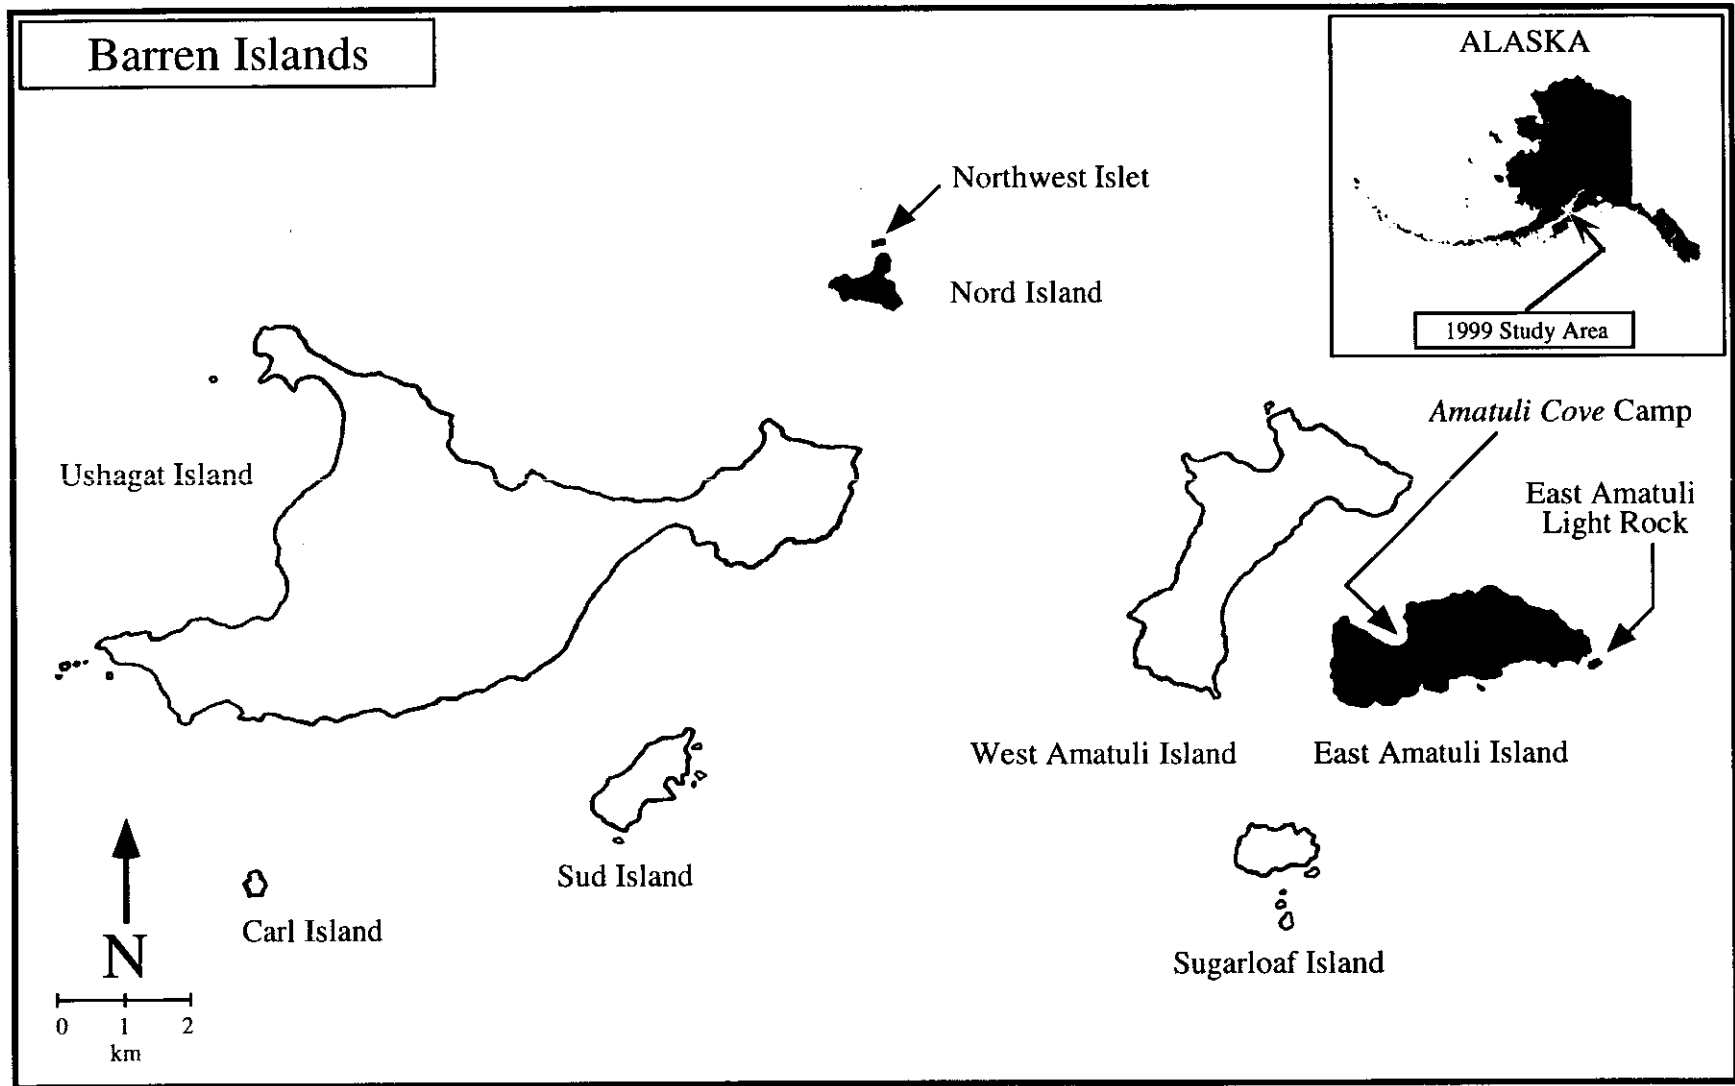 Barren Islands
ALASKA
Northwest Islet
Nord Island
1999 Study Area
Amatuli Cove Camp
Ushagat Island
East Amatuli
Light Rock
West Amatuli Island
East Amatuli Island
Sud Island
Carl Island
N
Sugarloaf Island
0 1 2
km